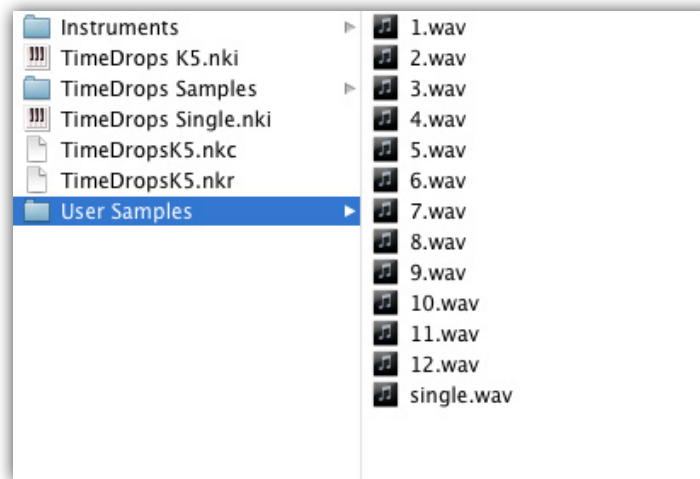 Instruments
TimeDrops K5.nki
TimeDrops Samples
TimeDrops Single.nki
TimeDropsK5.nkc
TimeDropsK5.nkr
User Samples
1.wav
2.wav
3.wav
4.wav
5.wav
6.wav
7.wav
8.wav
9.wav
10.wav
11.wav
12.wav
single.wav